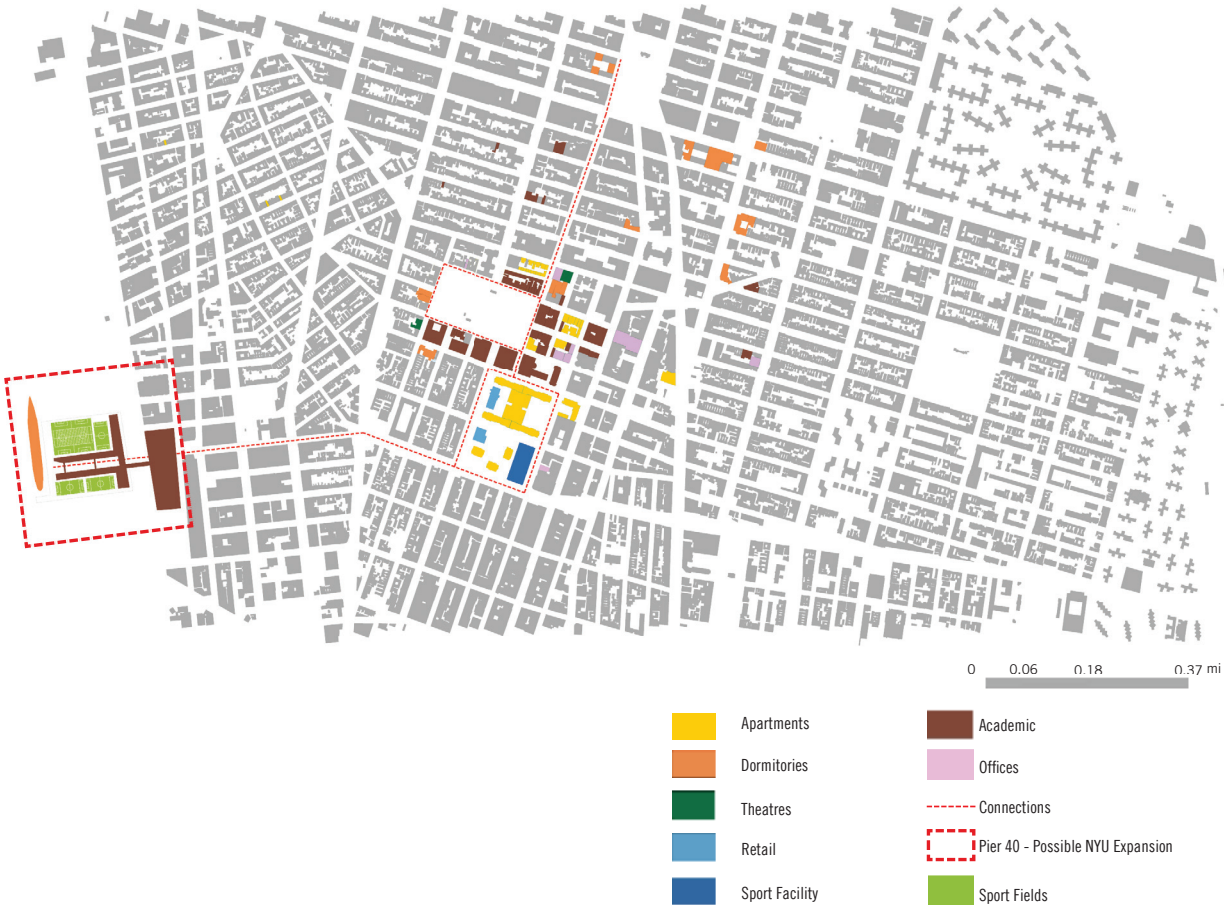 0 0.06 0.18 0.37 mi
Apartments
Dormitories
Theatres
Retail
Sport Facility
Academic
Offices
Connections
Pier 40 - Possible NYU Expansion
Sport Fields